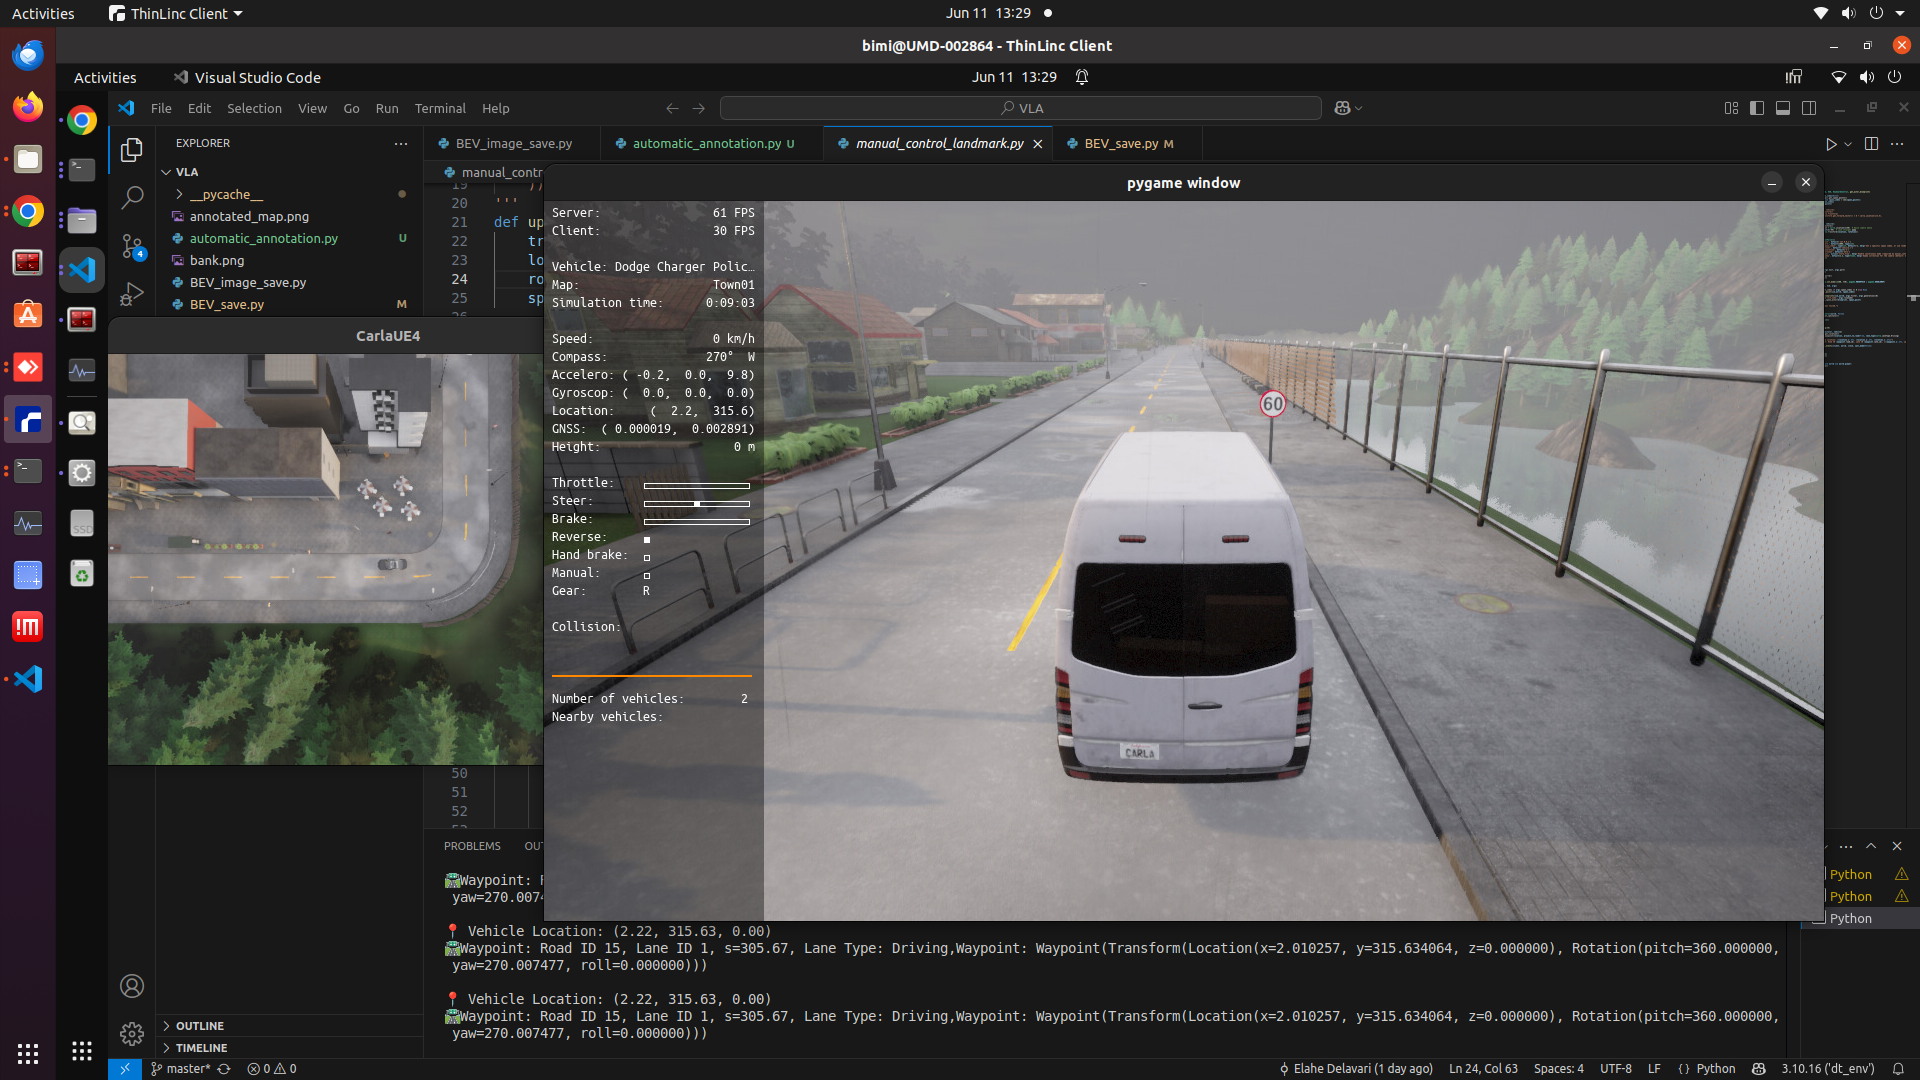 Activities
ThinLinc Client
Jun 11 13:29
bimi@UMD-002864 - ThinLinc Client
Activities
Visual Studio Code
Jun 11 13:29
File Edit Selection View Go Run Terminal Help
VLA
EXPLORER
BEV_image_save.py
automatic_annotation.py U
manual_control_landmark.py
BEV_save.py M
VLA
__pycache__
annotated_map.png
automatic_annotation.py U
bank.png
BEV_image_save.py
BEV_save.py M
4
manual_contr
19
20 '''
21 def up
22 tr
23 lo
24 ro
25 sp
CarlaUE4
pygame window
Server: 61 FPS
Client: 30 FPS
Vehicle: Dodge Charger Polic…
Map: Town01
Simulation time: 0:09:03
Speed: 0 km/h
Compass: 270° W
Accelero: ( -0.2, 0.0, 9.8)
Gyroscop: ( 0.0, 0.0, 0.0)
Location: ( 2.2, 315.6)
GNSS: ( 0.000019, 0.002891)
Height: 0 m
Throttle:
Steer:
Brake:
Reverse:
Hand brake:
Manual:
Gear: R
Collision:
Number of vehicles: 2
Nearby vehicles:
60
CARLA
SSD
50
51
52
PROBLEMS OU
Waypoint:
yaw=270.0074
Vehicle Location: (2.22, 315.63, 0.00)
Waypoint: Road ID 15, Lane ID 1, s=305.67, Lane Type: Driving,Waypoint: Waypoint(Transform(Location(x=2.010257, y=315.634064, z=0.000000), Rotation(pitch=360.000000,
yaw=270.007477, roll=0.000000)))
Vehicle Location: (2.22, 315.63, 0.00)
Waypoint: Road ID 15, Lane ID 1, s=305.67, Lane Type: Driving,Waypoint: Waypoint(Transform(Location(x=2.010257, y=315.634064, z=0.000000), Rotation(pitch=360.000000,
yaw=270.007477, roll=0.000000)))
Python
Python
Python
OUTLINE
TIMELINE
master*
0 0
Elahe Delavari (1 day ago)
Ln 24, Col 63
Spaces: 4
UTF-8
LF
{ } Python
3.10.16 ('dt_env')